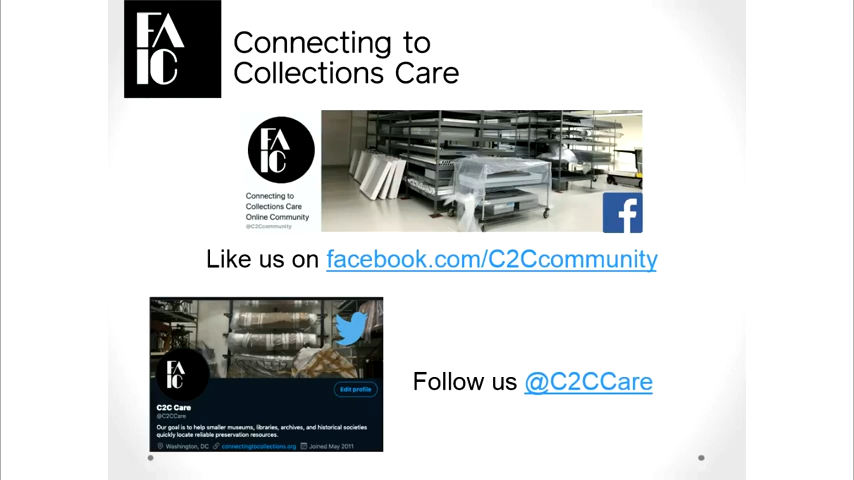 FA
IC
Connecting to
Collections Care
FA
IC
Connecting to
Collections Care
Online Community
@C2Ccommunity
f
Like us on facebook.com/C2Ccommunity
FA
IC
Edit profile
C2C Care
@C2CCare
Our goal is to help smaller museums, libraries, archives, and historical societies
quickly locate reliable preservation resources.
Washington, DC connectingtocollections.org Joined May 2011
Follow us @C2CCare